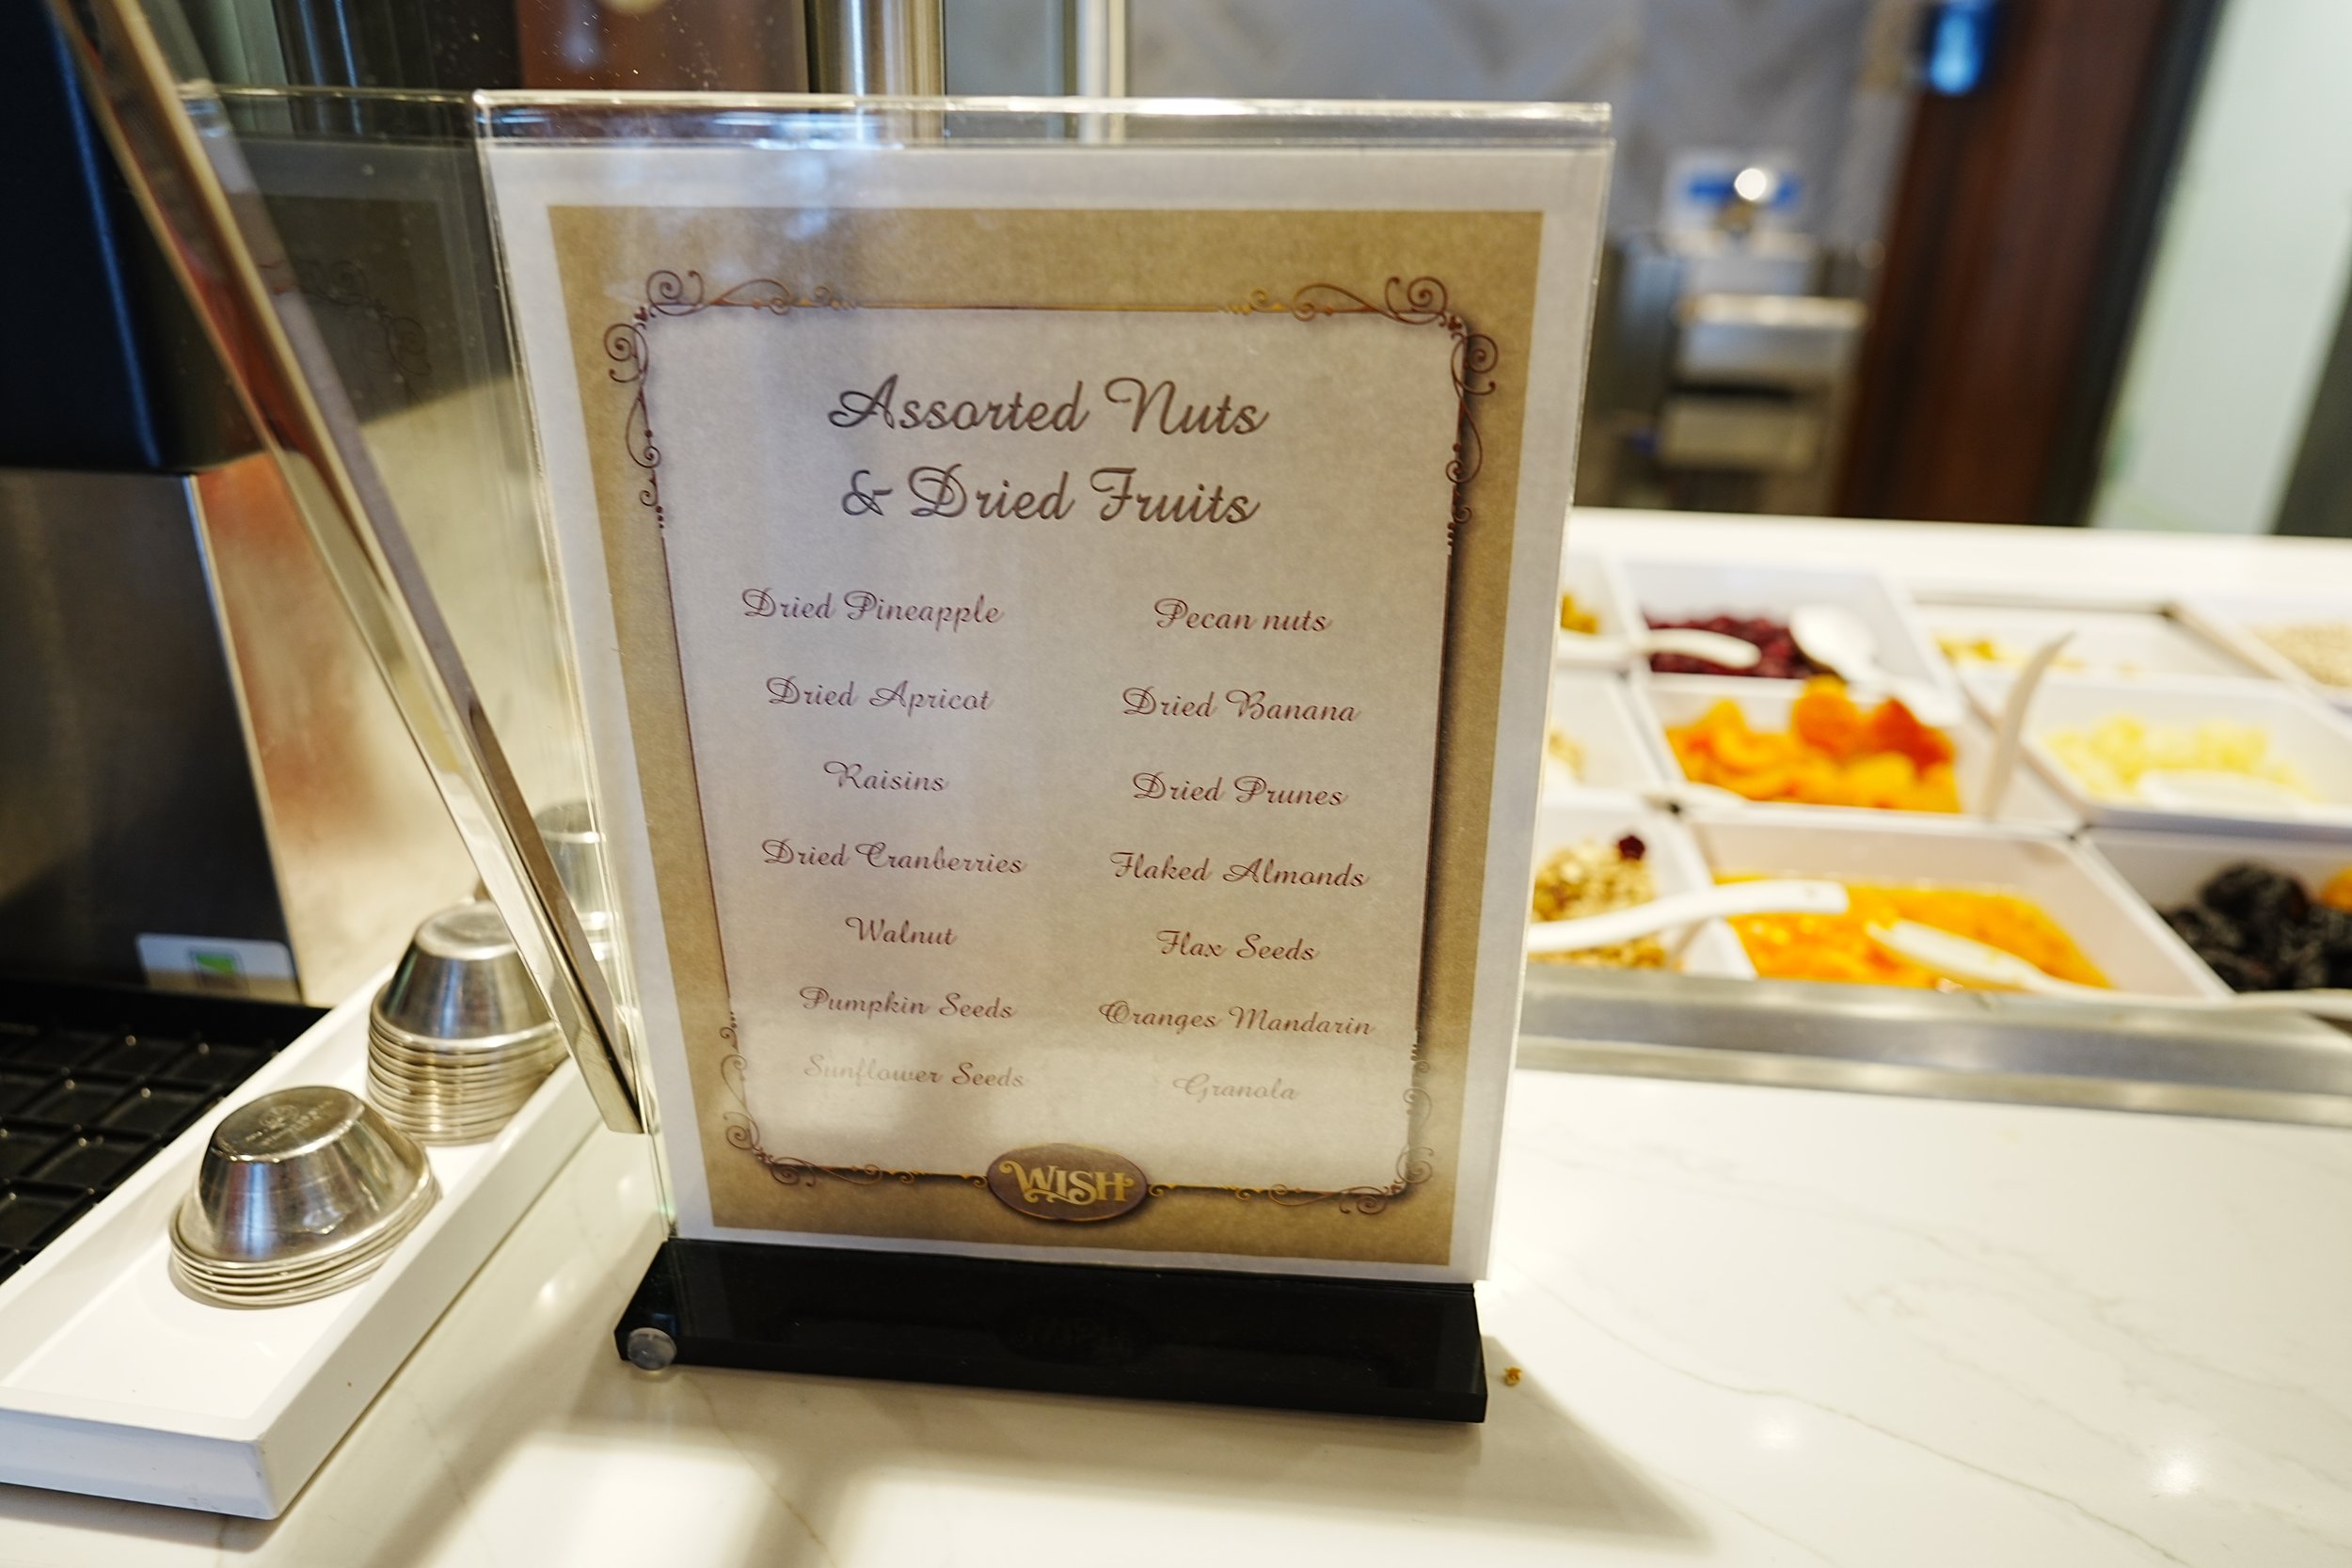 Assorted Nuts
& Dried Fruits
Dried Pineapple
Dried Apricot
Raisins
Dried Cranberries
Walnut
Pumpkin Seeds
Sunflower Seeds
Pecan nuts
Dried Banana
Dried Prunes
Flaked Almonds
Flax Seeds
Oranges Mandarin
Granola
WISH